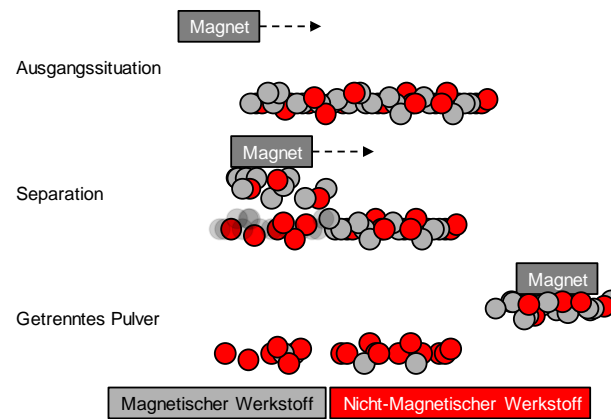 Magnet
Ausgangssituation
Magnet
Separation
Magnet
Getrenntes Pulver
Magnetischer Werkstoff
Nicht-Magnetischer Werkstoff